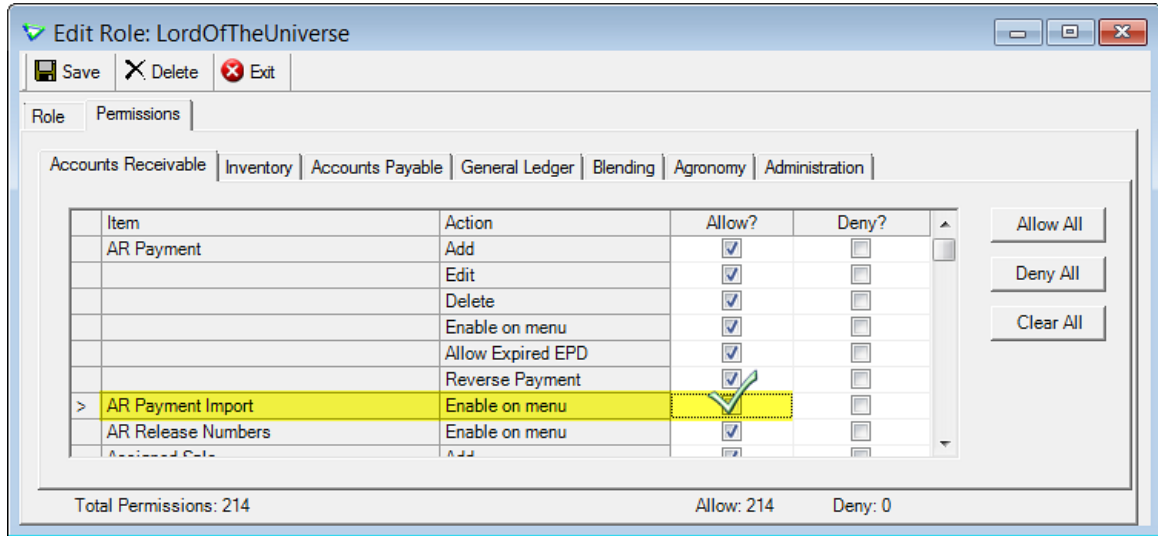 Edit Role: LordOfTheUniverse
Save Delete Exit
Role Permissions
Accounts Receivable Inventory Accounts Payable General Ledger Blending Agronomy Administration
Item Action Allow? Deny?
AR Payment Add
Edit
Delete
Enable on menu
Allow Expired EPD
Reverse Payment
> AR Payment Import Enable on menu
AR Release Numbers Enable on menu
Assigned Sale Add
Allow All
Deny All
Clear All
Total Permissions: 214 Allow: 214 Deny: 0